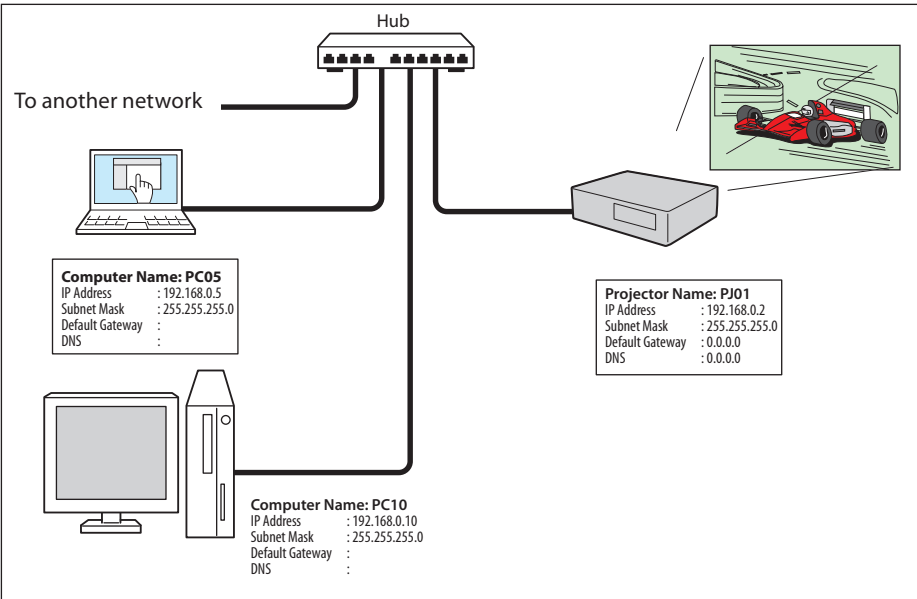 Hub
To another network
Computer Name: PC05
IP Address : 192.168.0.5
Subnet Mask : 255.255.255.0
Default Gateway :
DNS :
Projector Name: PJ01
IP Address : 192.168.0.2
Subnet Mask : 255.255.255.0
Default Gateway : 0.0.0.0
DNS : 0.0.0.0
Computer Name: PC10
IP Address : 192.168.0.10
Subnet Mask : 255.255.255.0
Default Gateway :
DNS :